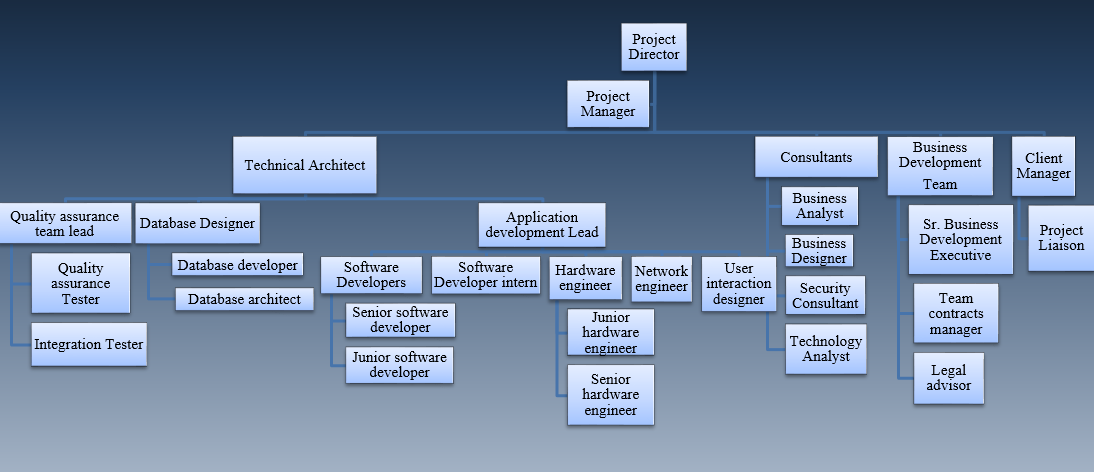 Project
Director
Project
Manager
Technical Architect
Consultants
Business
Development
Team
Client
Manager
Quality assurance
team lead
Database Designer
Application
development Lead
Business
Analyst
Sr. Business
Development
Executive
Project
Liaison
Quality
assurance
Tester
Database developer
Database architect
Integration Tester
Software
Developers
Software
Developer intern
Hardware
engineer
Network
engineer
User
interaction
designer
Business
Designer
Security
Consultant
Technology
Analyst
Senior software
developer
Junior software
developer
Junior
hardware
engineer
Senior
hardware
engineer
Team
contracts
manager
Legal
advisor